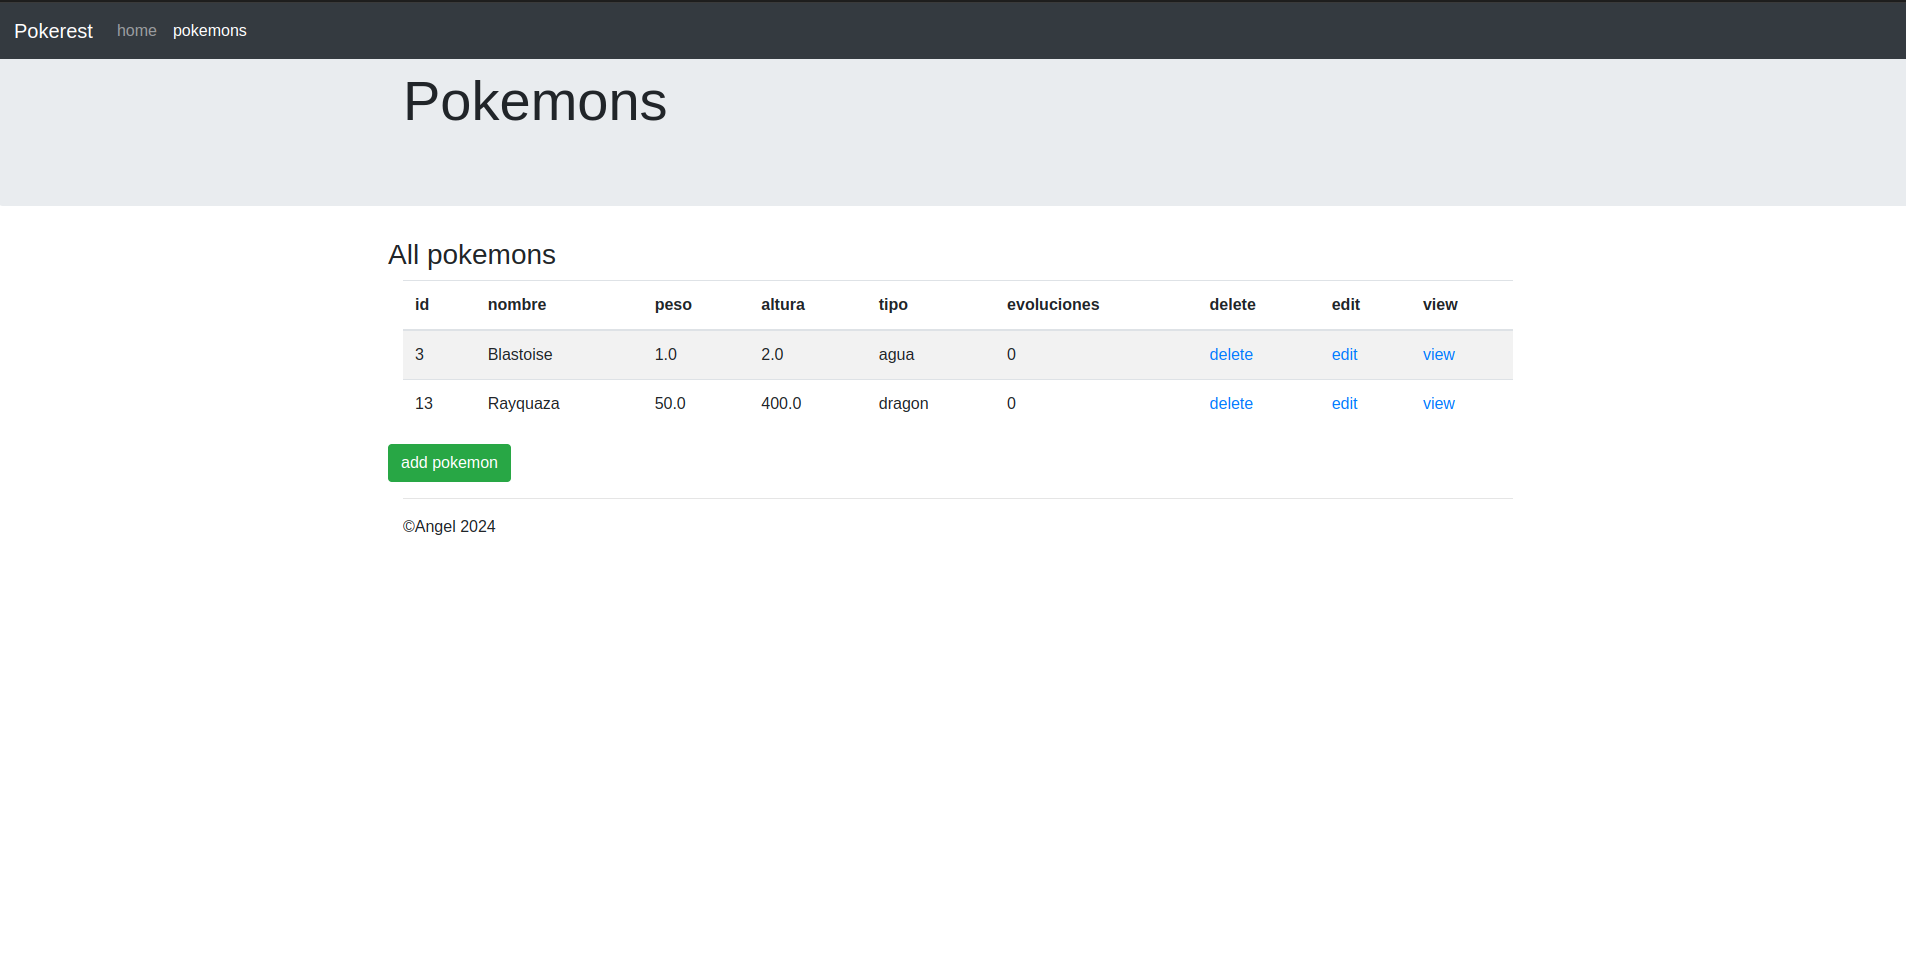 Pokerest home pokemons
Pokemons
All pokemons
id nombre peso altura tipo evoluciones delete edit view
3 Blastoise 1.0 2.0 agua 0 delete edit view
13 Rayquaza 50.0 400.0 dragon 0 delete edit view
add pokemon
©Angel 2024